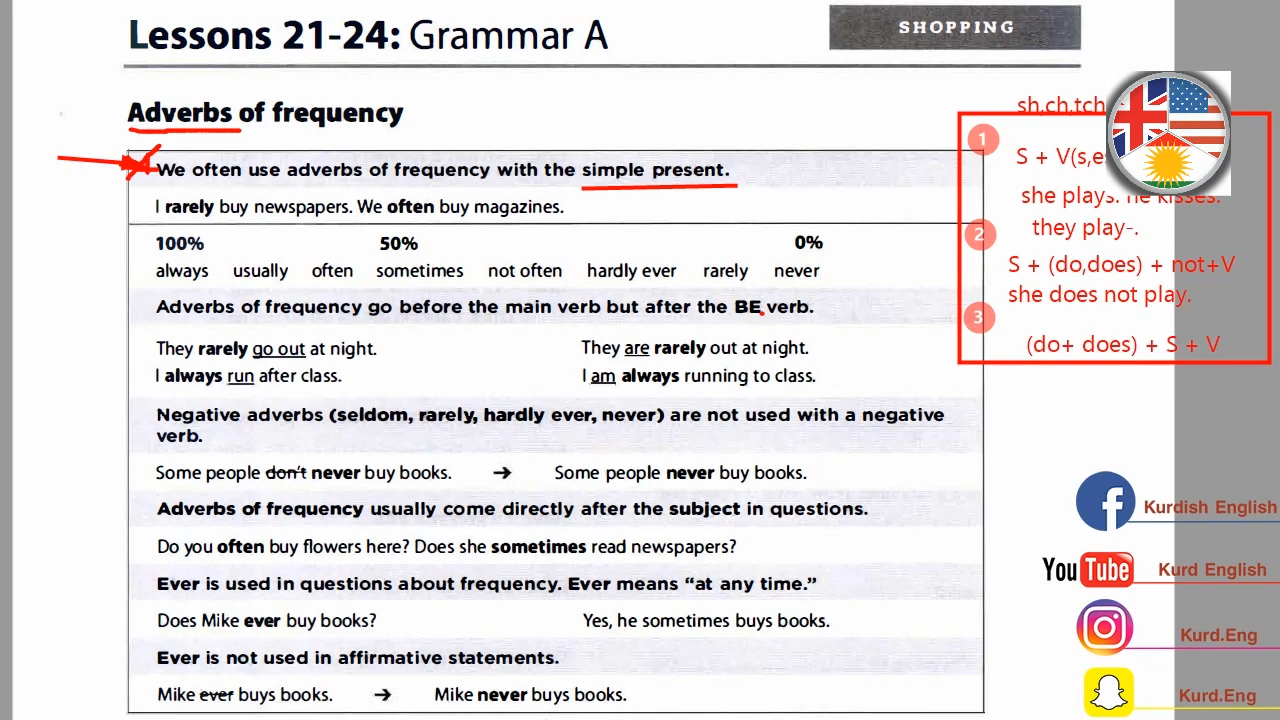 Lessons 21-24: Grammar A
SHOPPING
Adverbs of frequency
We often use adverbs of frequency with the simple present.
I rarely buy newspapers. We often buy magazines.
100% 50% 0%
always usually often sometimes not often hardly ever rarely never
Adverbs of frequency go before the main verb but after the BE verb.
They rarely go out at night. They are rarely out at night.
I always run after class. I am always running to class.
Negative adverbs (seldom, rarely, hardly ever, never) are not used with a negative
verb.
Some people don't never buy books. → Some people never buy books.
Adverbs of frequency usually come directly after the subject in questions.
Do you often buy flowers here? Does she sometimes read newspapers?
Ever is used in questions about frequency. Ever means “at any time.”
Does Mike ever buy books? Yes, he sometimes buys books.
Ever is not used in affirmative statements.
Mike ever buys books. → Mike never buys books.
sh,ch,tch
1
S + V(s,es
she plays. he kisses.
they play-.
2
S + (do,does) + not+V
she does not play.
3
(do+ does) + S + V
Kurdish English
YouTube Kurd English
Kurd.Eng
Kurd.Eng